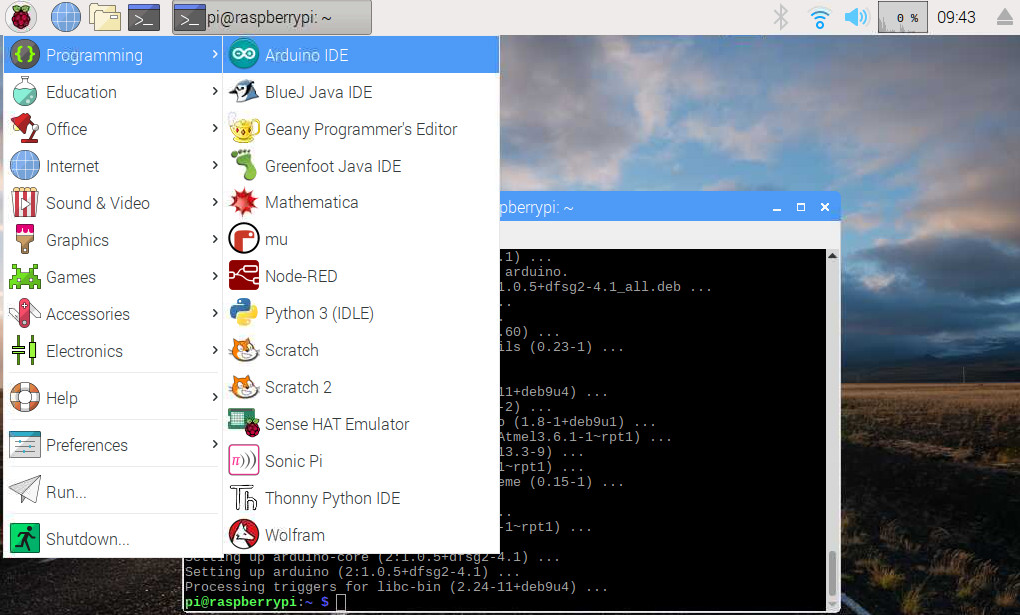 pi@raspberrypi: ~
0 %
09:43
Programming
Education
Office
Internet
Sound & Video
Graphics
Games
Accessories
Electronics
Help
Preferences
Run...
Shutdown...
Arduino IDE
BlueJ Java IDE
Geany Programmer's Editor
Greenfoot Java IDE
Mathematica
mu
Node-RED
Python 3 (IDLE)
Scratch
Scratch 2
Sense HAT Emulator
Sonic Pi
Thonny Python IDE
Wolfram
pberrypi: ~
.1) ...
arduino.
1.0.5+dfsg2-4.1_all.deb ...
..
.
.60) ...
ils (0.23-1) ...
11+deb9u4) ...
-2) ...
(1.8-1+deb9u1) ...
Atmel3.6.1-1~rpt1) ...
13.3-9) ...
1~rpt1) ...
eme (0.15-1) ...
..
-1~rpt1) ...
Setting up arduino-core (2:1.0.5+dfsg2-4.1) ...
Setting up arduino (2:1.0.5+dfsg2-4.1) ...
Processing triggers for libc-bin (2.24-11+deb9u4) ...
pi@raspberrypi:~ $